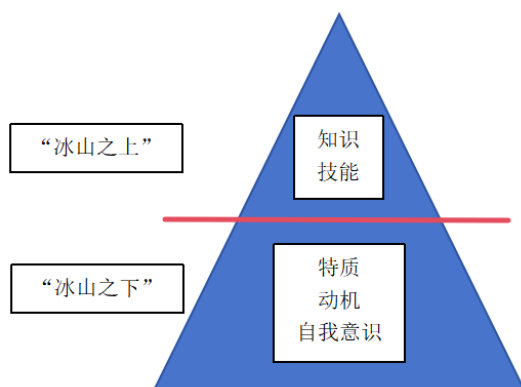 “冰山之上”
知识
技能
“冰山之下”
特质
动机
自我意识